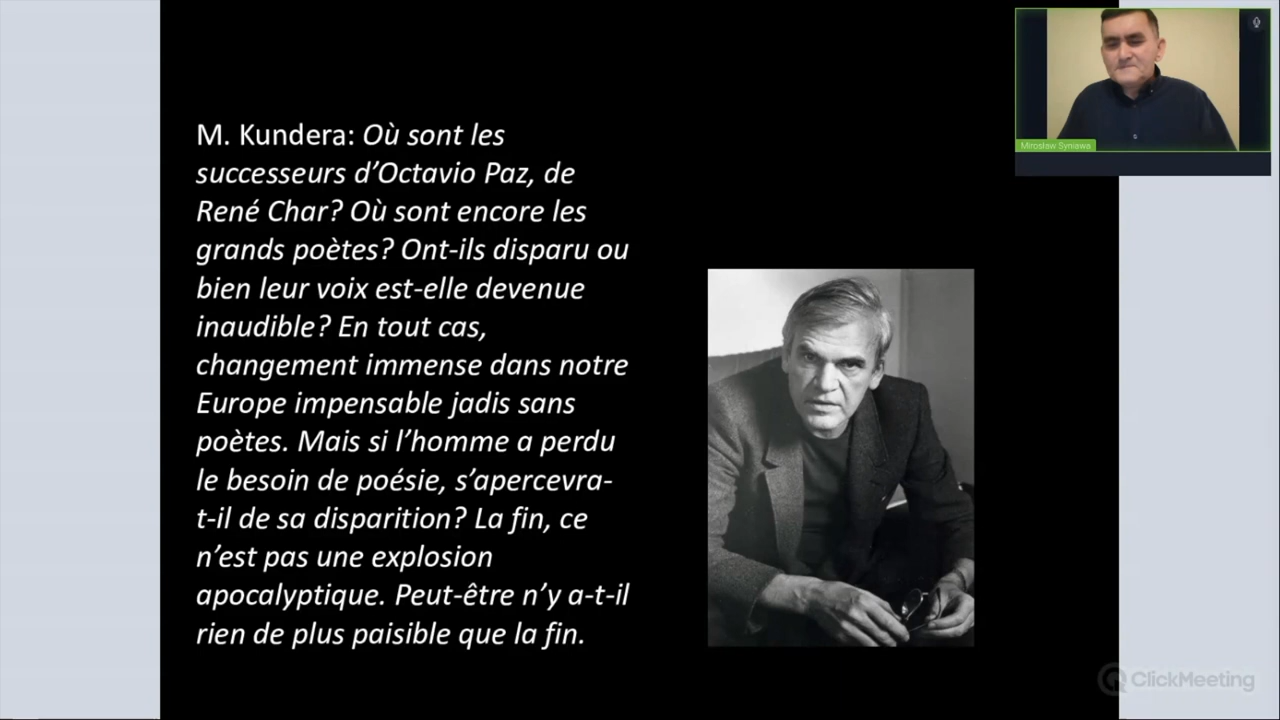 M. Kundera: Où sont les
successeurs d’Octavio Paz, de
René Char? Où sont encore les
grands poètes? Ont-ils disparu ou
bien leur voix est-elle devenue
inaudible? En tout cas,
changement immense dans notre
Europe impensable jadis sans
poètes. Mais si l’homme a perdu
le besoin de poésie, s’apercevra-
t-il de sa disparition? La fin, ce
n’est pas une explosion
apocalyptique. Peut-être n’y a-t-il
rien de plus paisible que la fin.
Mirosław Syniawa
ClickMeeting